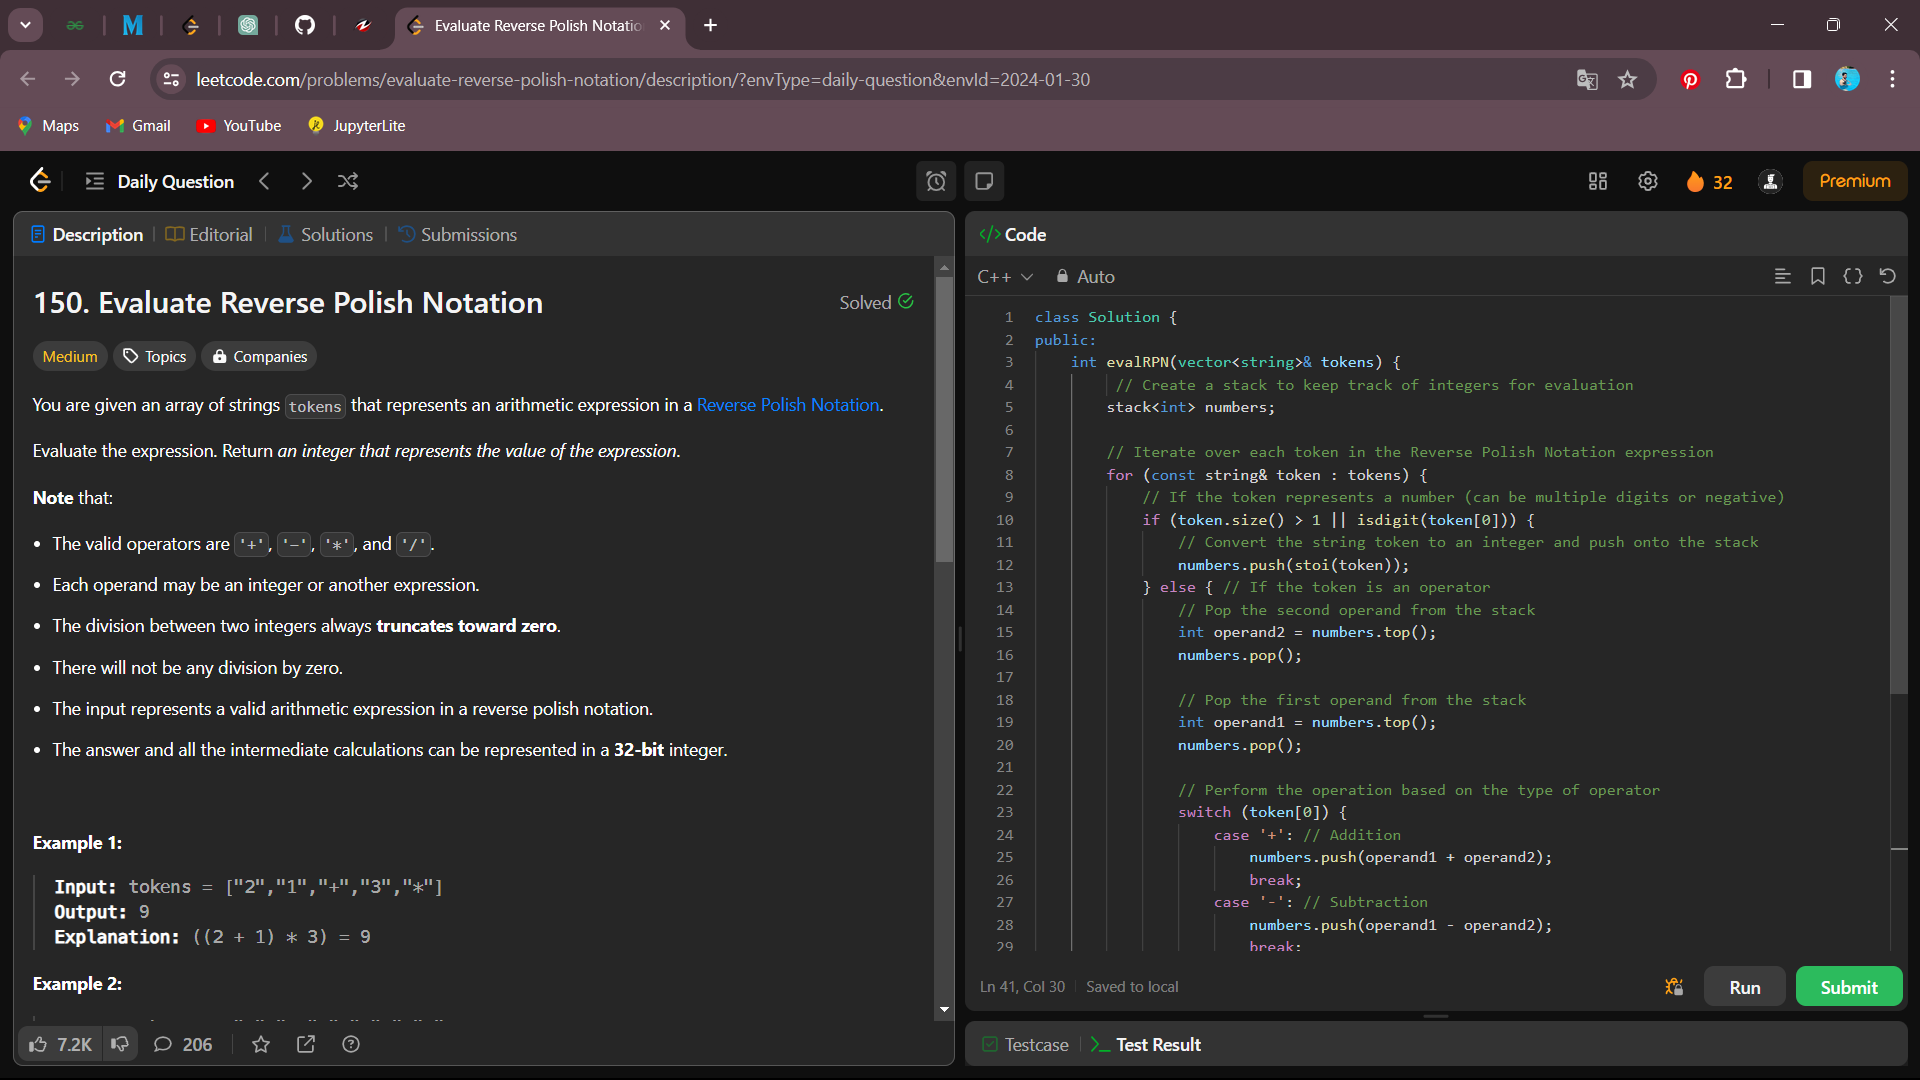 Evaluate Reverse Polish Notatio
leetcode.com/problems/evaluate-reverse-polish-notation/description/?envType=daily-question&envId=2024-01-30
Maps
Gmail
YouTube
JupyterLite
Daily Question
32
Premium
Description
Editorial
Solutions
Submissions
150. Evaluate Reverse Polish Notation
Solved
Medium
Topics
Companies
You are given an array of strings tokens that represents an arithmetic expression in a Reverse Polish Notation.
Evaluate the expression. Return an integer that represents the value of the expression.
Note that:
• The valid operators are '+', '-', '*', and '/'.
• Each operand may be an integer or another expression.
• The division between two integers always truncates toward zero.
• There will not be any division by zero.
• The input represents a valid arithmetic expression in a reverse polish notation.
• The answer and all the intermediate calculations can be represented in a 32-bit integer.
Example 1:
Input: tokens = ["2","1","+","3","*"]
Output: 9
Explanation: ((2 + 1) * 3) = 9
Example 2:
7.2K
206
</> Code
C++
Auto
1 class Solution {
2 public:
3 int evalRPN(vector<string>& tokens) {
4 // Create a stack to keep track of integers for evaluation
5 stack<int> numbers;
6
7 // Iterate over each token in the Reverse Polish Notation expression
8 for (const string& token : tokens) {
9 // If the token represents a number (can be multiple digits or negative)
10 if (token.size() > 1 || isdigit(token[0])) {
11 // Convert the string token to an integer and push onto the stack
12 numbers.push(stoi(token));
13 } else { // If the token is an operator
14 // Pop the second operand from the stack
15 int operand2 = numbers.top();
16 numbers.pop();
17
18 // Pop the first operand from the stack
19 int operand1 = numbers.top();
20 numbers.pop();
21
22 // Perform the operation based on the type of operator
23 switch (token[0]) {
24 case '+': // Addition
25 numbers.push(operand1 + operand2);
26 break;
27 case '-': // Subtraction
28 numbers.push(operand1 - operand2);
29 break;
Ln 41, Col 30
Saved to local
Run
Submit
Testcase
Test Result